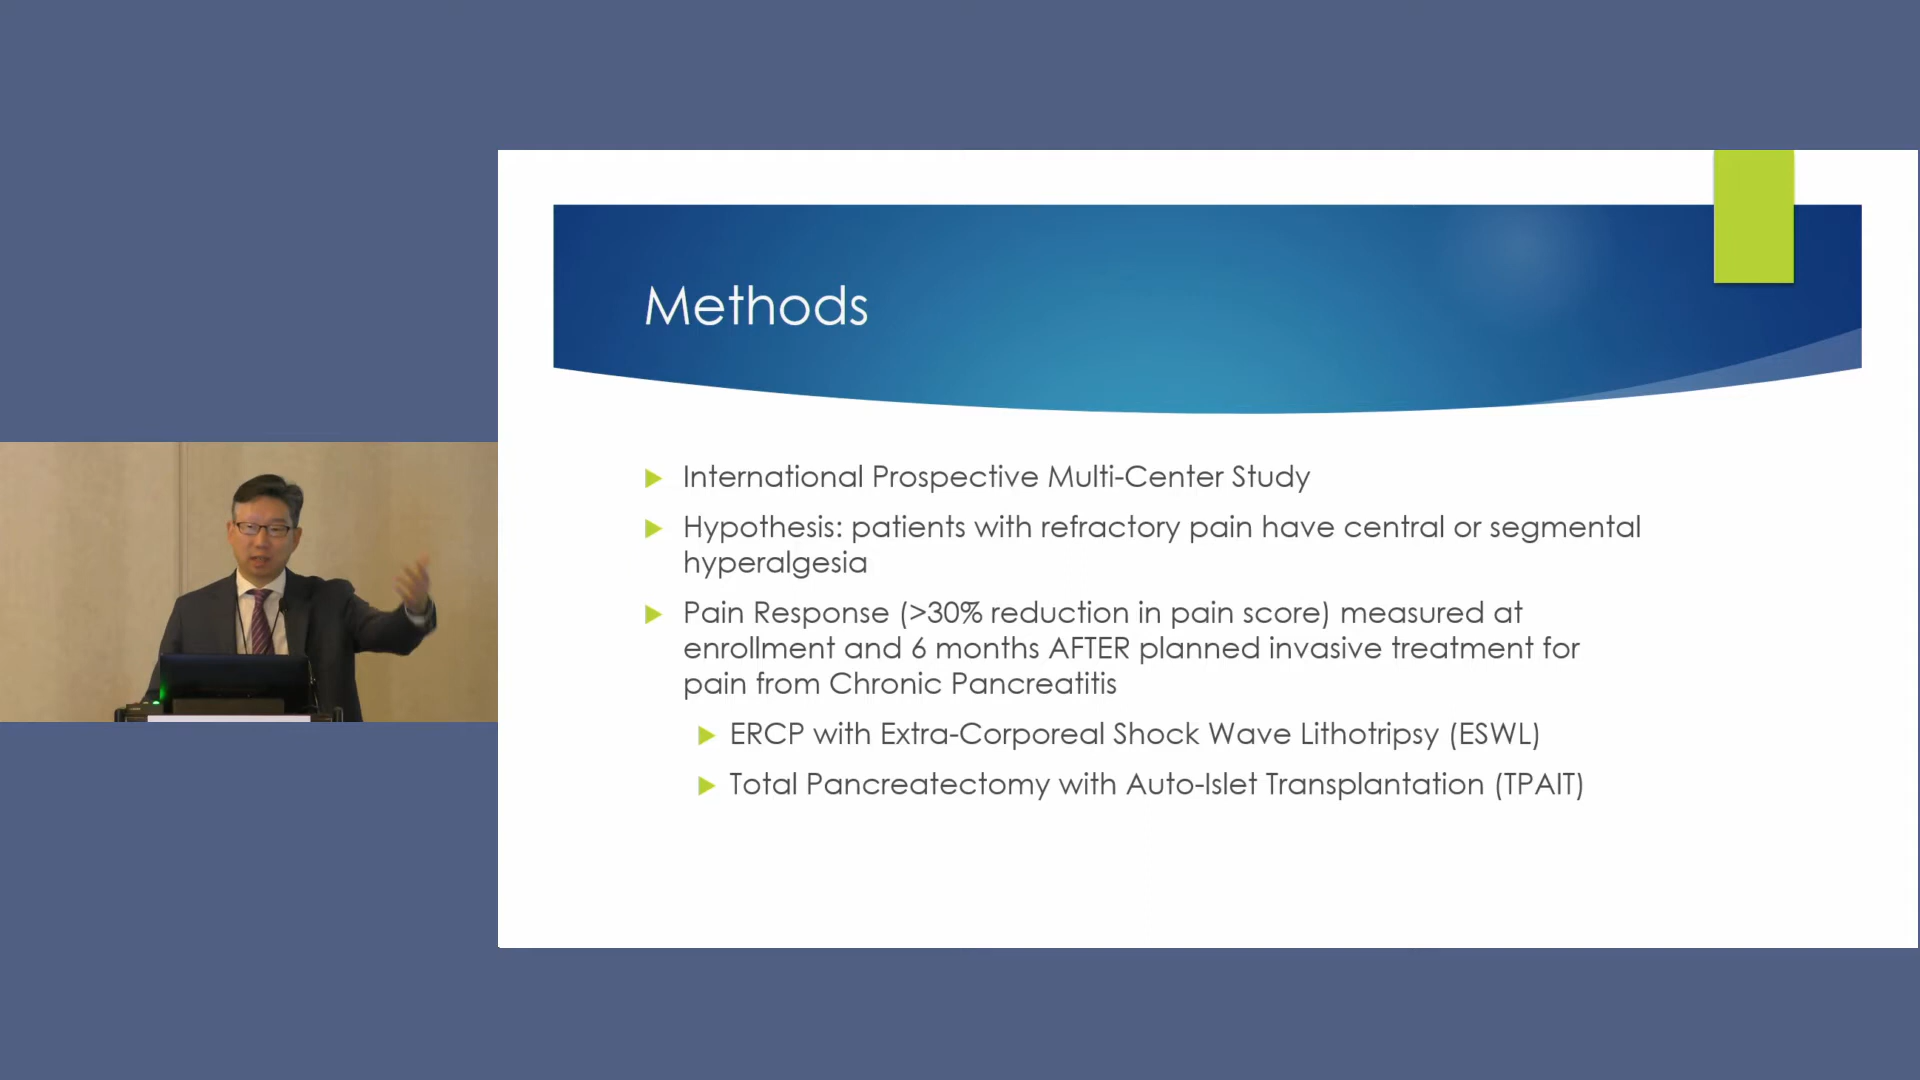 Methods
International Prospective Multi-Center Study
Hypothesis: patients with refractory pain have central or segmental
hyperalgesia
Pain Response (>30% reduction in pain score) measured at
enrollment and 6 months AFTER planned invasive treatment for
pain from Chronic Pancreatitis
ERCP with Extra-Corporeal Shock Wave Lithotripsy (ESWL)
Total Pancreatectomy with Auto-Islet Transplantation (TPAIT)